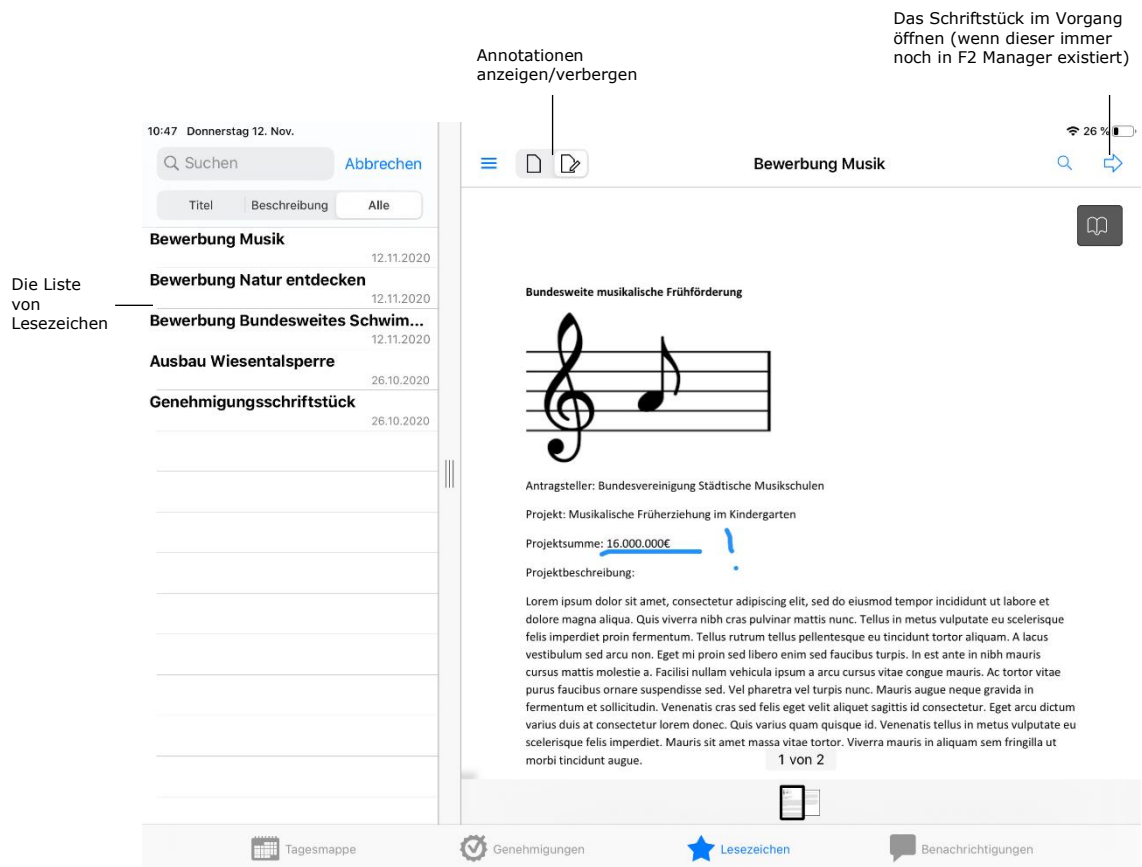 Das Schriftstück im Vorgang
öffnen (wenn dieser immer
noch in F2 Manager existiert)
Annotationen
anzeigen/verbergen
10:47 Donnerstag 12. Nov.
26 %
Suchen
Abbrechen
Bewerbung Musik
Titel
Beschreibung
Alle
Bewerbung Musik
12.11.2020
Bewerbung Natur entdecken
12.11.2020
Bewerbung Bundesweites Schwim...
12.11.2020
Ausbau Wiesentalsperre
26.10.2020
Genehmigungsschriftstück
26.10.2020
Die Liste
von
Lesezeichen
Bundesweite musikalische Frühförderung
Antragsteller: Bundesvereinigung Städtische Musikschulen
Projekt: Musikalische Früherziehung im Kindergarten
Projektsumme: 16.000.000€ !
Projektbeschreibung:
Lorem ipsum dolor sit amet, consectetur adipiscing elit, sed do eiusmod tempor incididunt ut labore et
dolore magna aliqua. Quis viverra nibh cras pulvinar mattis nunc. Tellus in metus vulputate eu scelerisque
felis imperdiet proin fermentum. Tellus rutrum tellus pellentesque eu tincidunt tortor aliquam. A lacus
vestibulum sed arcu non. Eget mi proin sed libero enim sed faucibus turpis. In est ante in nibh mauris
cursus mattis molestie a. Facilisi nullam vehicula ipsum a arcu cursus vitae congue mauris. Ac tortor vitae
purus faucibus ornare suspendisse sed. Vel pharetra vel turpis nunc. Mauris augue neque gravida in
fermentum et sollicitudin. Venenatis cras sed felis eget velit aliquet sagittis id consectetur. Eget arcu dictum
varius duis at consectetur lorem donec. Quis varius quam quisque id. Venenatis tellus in metus vulputate eu
scelerisque felis imperdiet. Mauris sit amet massa vitae tortor. Viverra mauris in aliquam sem fringilla ut
morbi tincidunt augue.
1 von 2
Tagesmappe
Genehmigungen
Lesezeichen
Benachrichtigungen